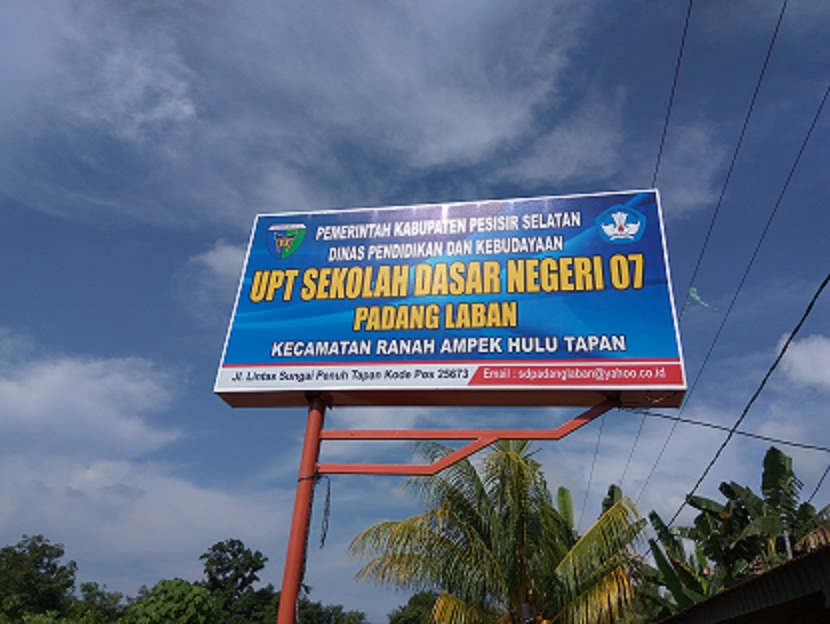 PEMERINTAH KABUPATEN PESISIR SELATAN
DINAS PENDIDIKAN DAN KEBUDAYAAN
UPT SEKOLAH DASAR NEGERI 07
PADANG LABAN
KECAMATAN RANAH AMPEK HULU TAPAN
Jl. Lintas Sungai Penuh Tapan Kode Pos 25673 Email : sdpadanglaban@yahoo.co.id